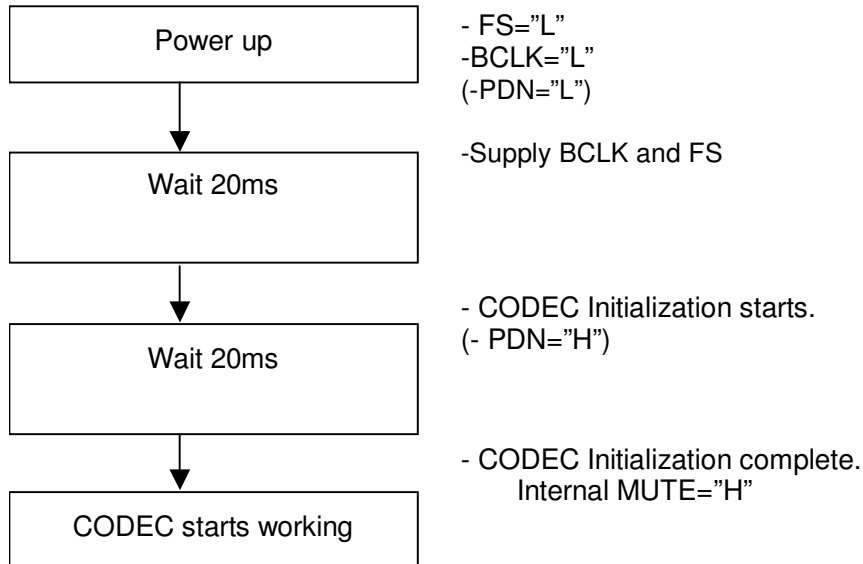 Power up
- FS=”L”
-BCLK=”L”
(-PDN=”L”)
-Supply BCLK and FS
Wait 20ms
- CODEC Initialization starts.
(- PDN=”H”)
Wait 20ms
- CODEC Initialization complete.
Internal MUTE=”H”
CODEC starts working